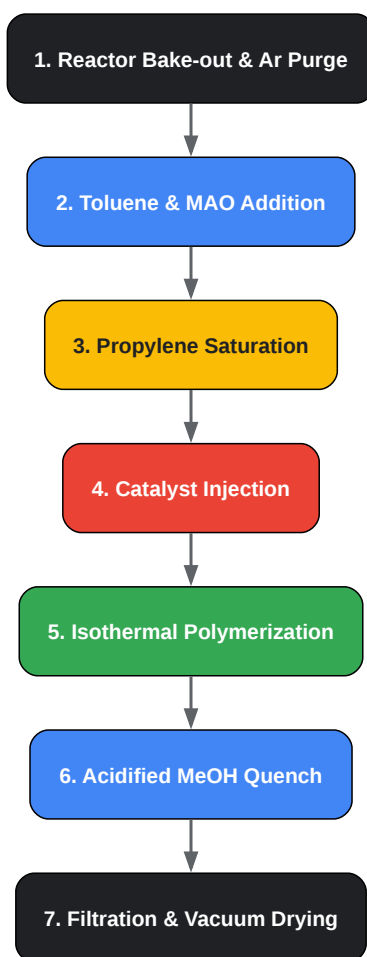 1. Reactor Bake-out & Ar Purge
2. Toluene & MAO Addition
3. Propylene Saturation
4. Catalyst Injection
5. Isothermal Polymerization
6. Acidified MeOH Quench
7. Filtration & Vacuum Drying